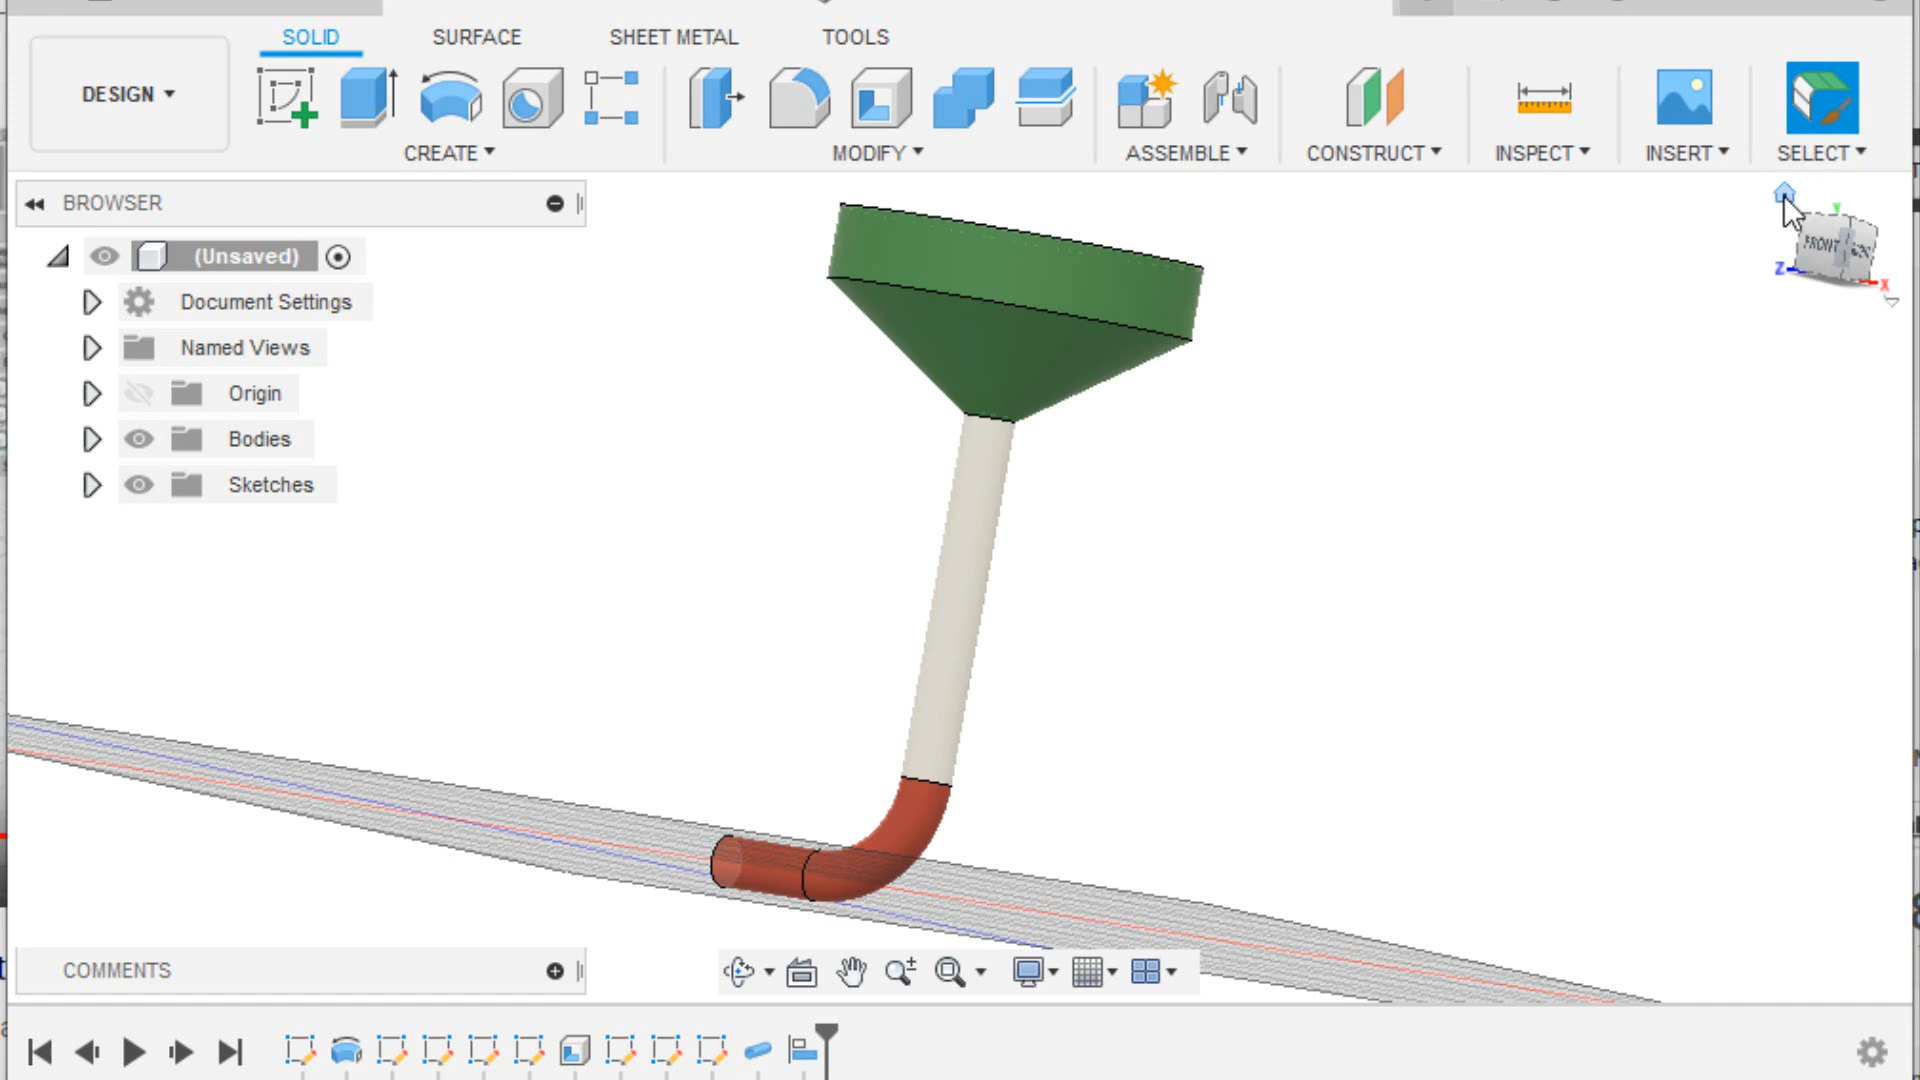 SOLID SURFACE SHEET METAL TOOLS
DESIGN
CREATE MODIFY ASSEMBLE CONSTRUCT INSPECT INSERT SELECT
BROWSER
(Unsaved)
Document Settings
Named Views
Origin
Bodies
Sketches
Y
FRONT
Z
X
COMMENTS